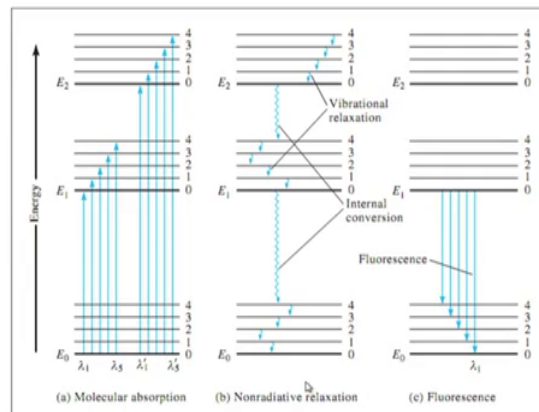 Energy
E2
4
3
2
1
0
E1
4
3
2
1
0
E0
4
3
2
1
0
λ1 λ5 λ′1 λ′5
(a) Molecular absorption
E2
4
3
2
1
0
Vibrational
relaxation
E1
4
3
2
1
0
Internal
conversion
E0
4
3
2
1
0
(b) Nonradiative relaxation
E2
4
3
2
1
0
E1
4
3
2
1
0
Fluorescence
E0
4
3
2
1
0
λ1
(c) Fluorescence